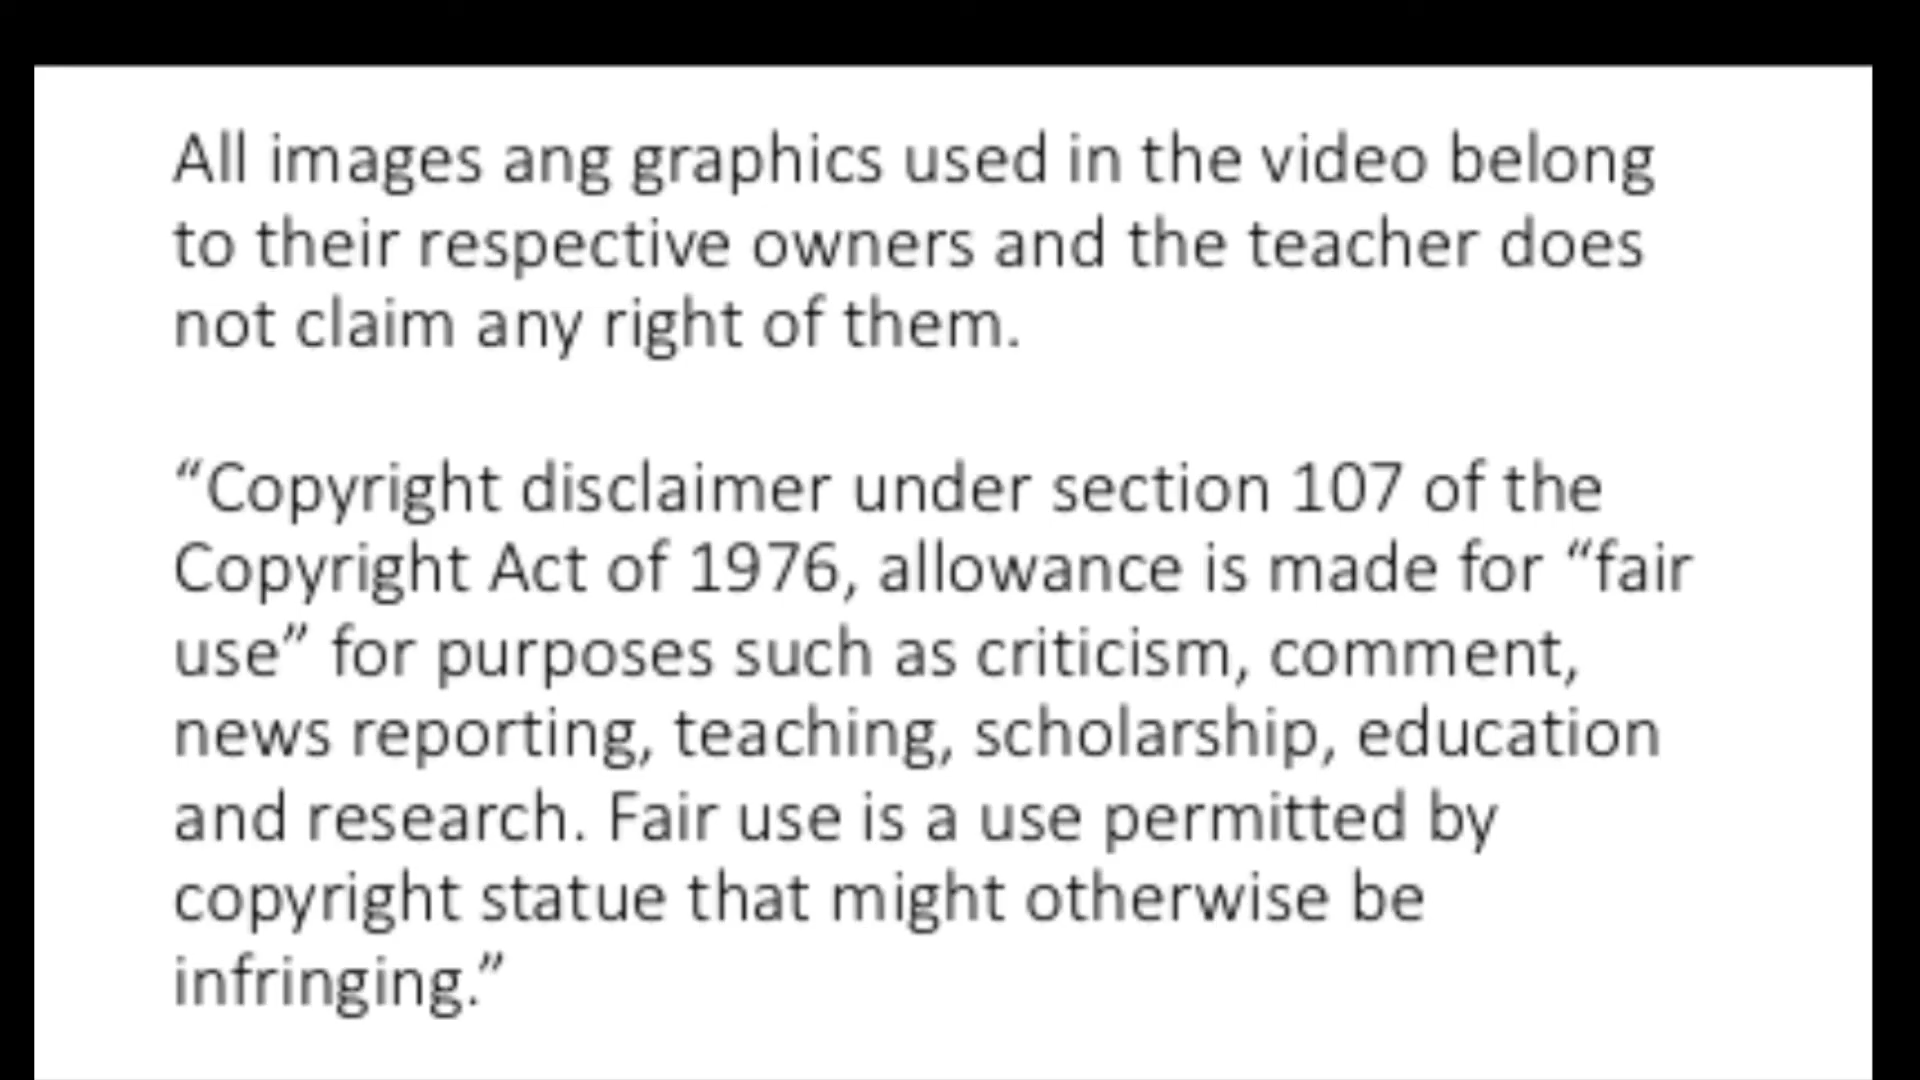 All images ang graphics used in the video belong
to their respective owners and the teacher does
not claim any right of them.
“Copyright disclaimer under section 107 of the
Copyright Act of 1976, allowance is made for “fair
use” for purposes such as criticism, comment,
news reporting, teaching, scholarship, education
and research. Fair use is a use permitted by
copyright statue that might otherwise be
infringing.”